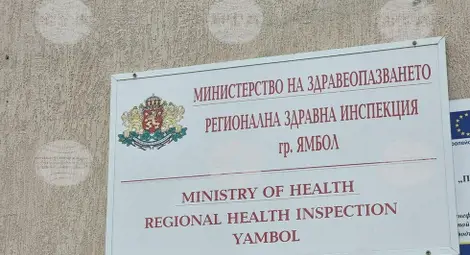 МИНИСТЕРСТВО НА ЗДРАВЕОПАЗВАНЕТО
РЕГИОНАЛНА ЗДРАВНА ИНСПЕКЦИЯ
гр. ЯМБОЛ
MINISTRY OF HEALTH
REGIONAL HEALTH INSPECTION
YAMBOL